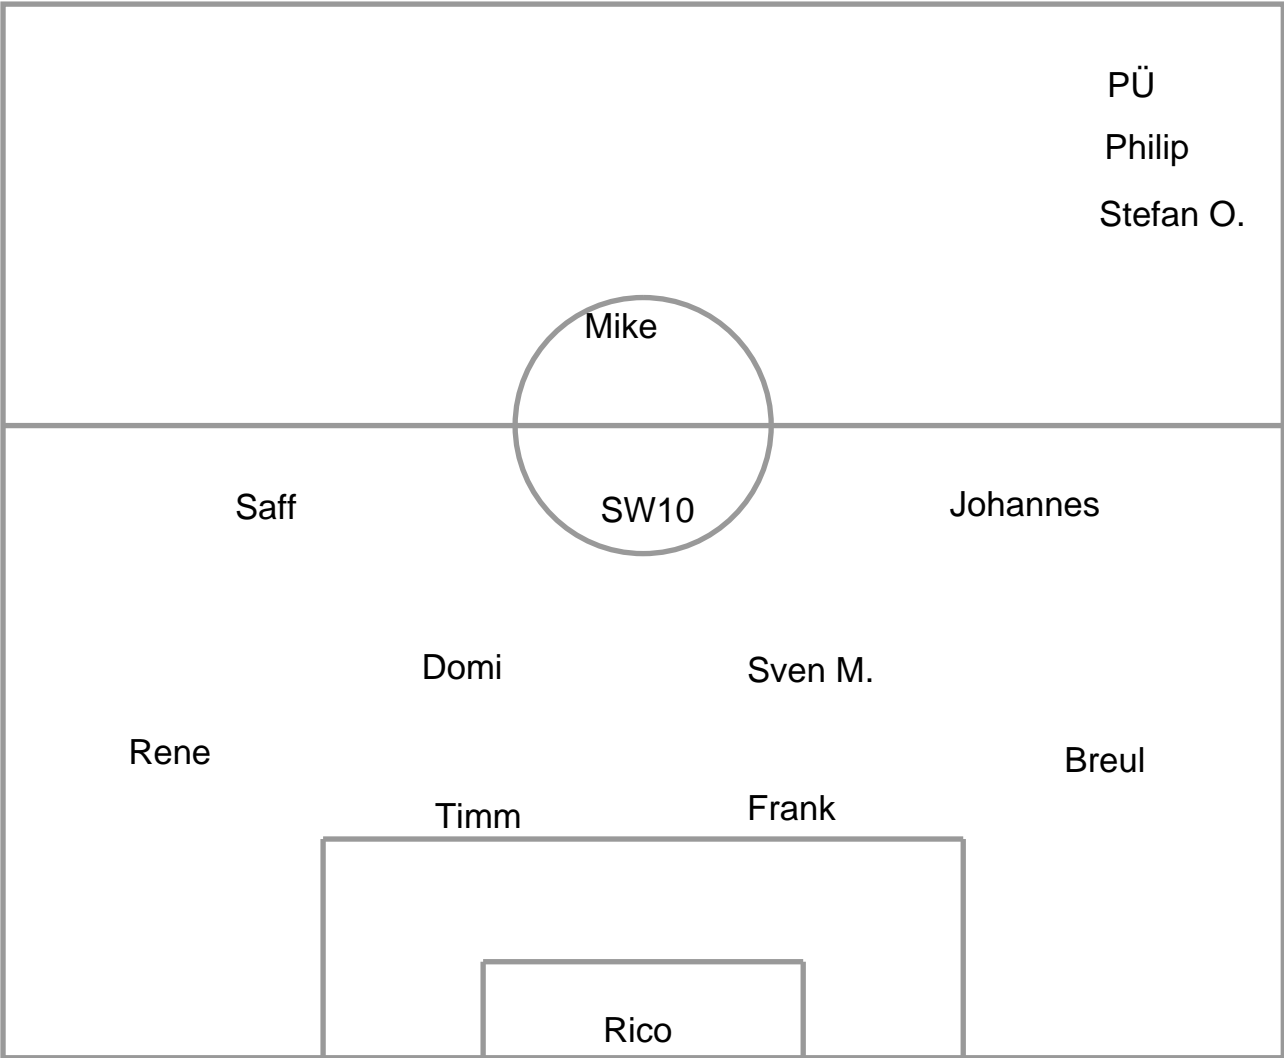 PÜ
Philip
Stefan O.
Mike
Saff
SW10
Johannes
Domi
Sven M.
Rene
Breul
Timm
Frank
Rico